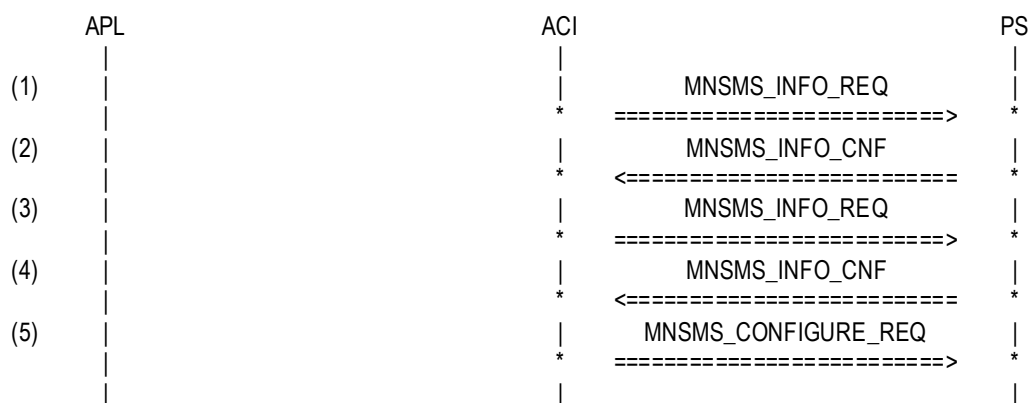 APL ACI PS
| | |
(1) | | MNSMS_INFO_REQ |
| * ==========================> *
(2) | | MNSMS_INFO_CNF |
| * <========================== *
(3) | | MNSMS_INFO_REQ |
| * ==========================> *
(4) | | MNSMS_INFO_CNF |
| * <========================== *
(5) | | MNSMS_CONFIGURE_REQ |
| * ==========================> *
| | |